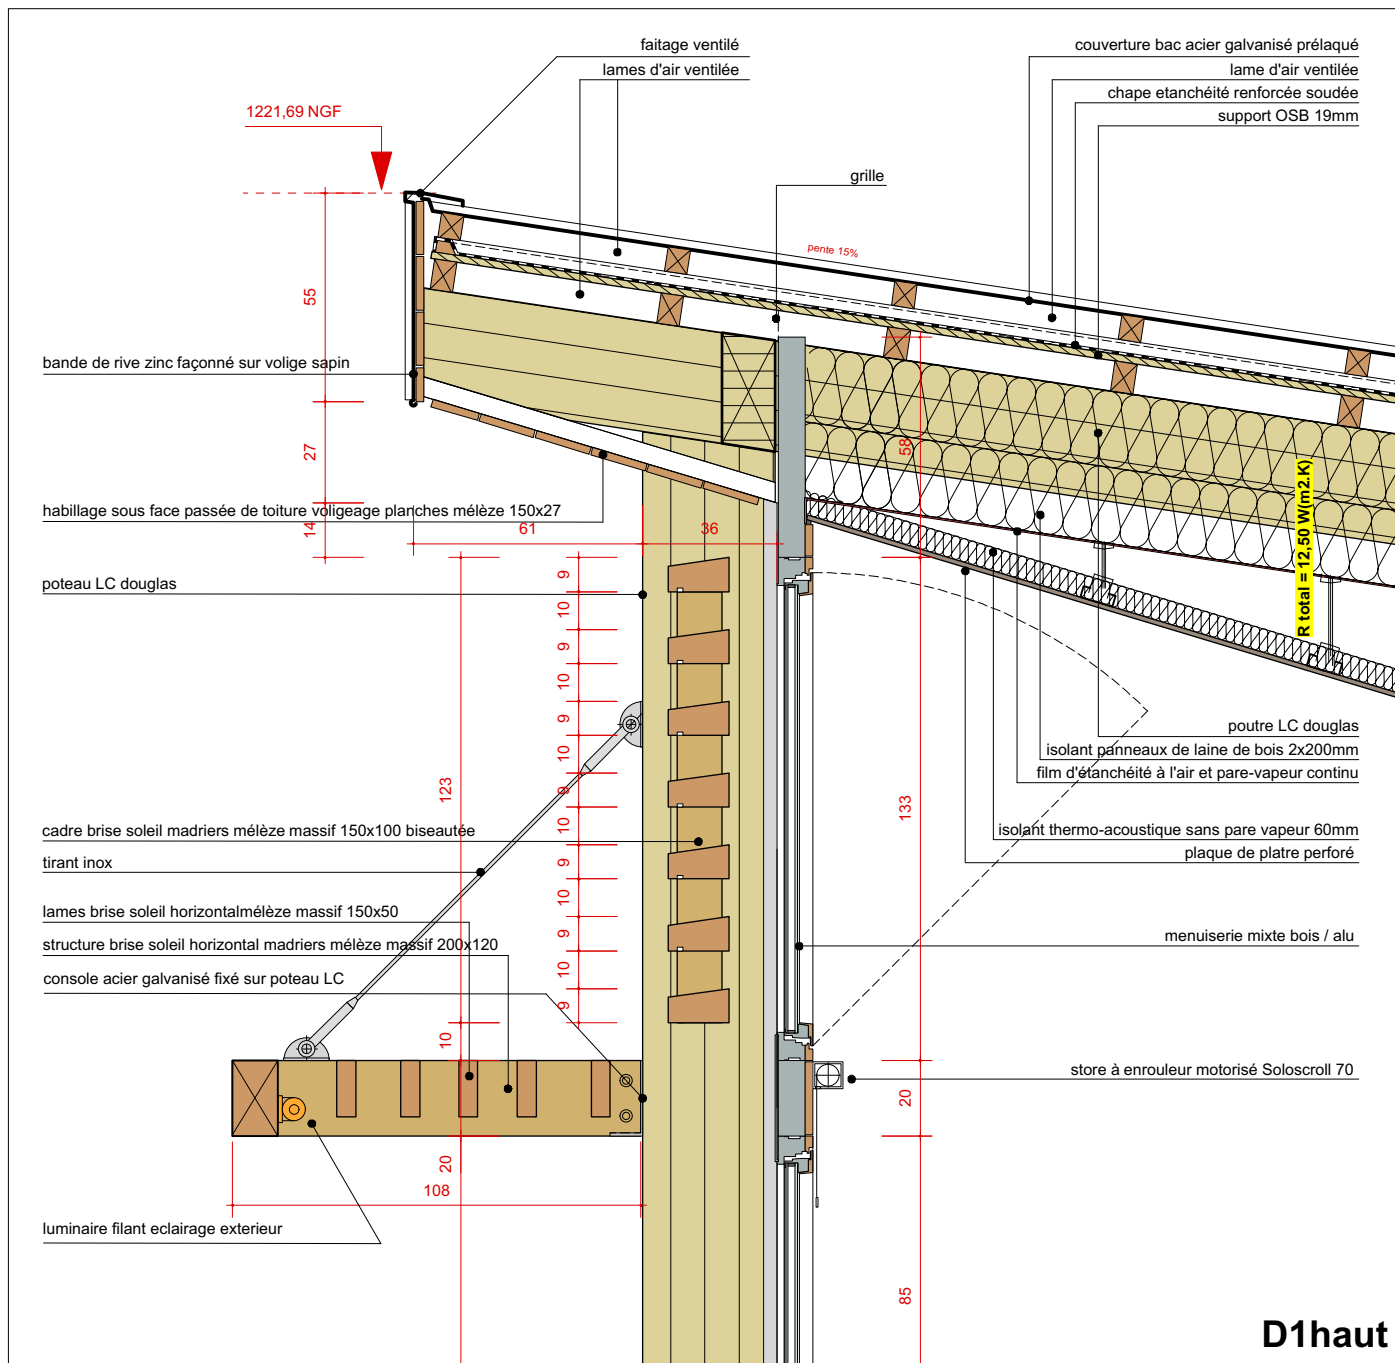 faitage ventilé
couverture bac acier galvanisé prélaqué
lames d'air ventilée
lame d'air ventilée
chape etanchéité renforcée soudée
1221,69 NGF
support OSB 19mm
grille
pente 15%
55
bande de rive zinc façonné sur volige sapin
27
58
habillage sous face passée de toiture voligeage planches mélèze 150x27
14
61
36
R total = 12,50 W(m2.K)
poteau LC douglas
9
10
9
10
9
10
9
10
9
10
9
10
9
123
133
poutre LC douglas
isolant panneaux de laine de bois 2x200mm
film d'étanchéité à l'air et pare-vapeur continu
cadre brise soleil madriers mélèze massif 150x100 biseautée
isolant thermo-acoustique sans pare vapeur 60mm
tirant inox
plaque de platre perforé
lames brise soleil horizontalmélèze massif 150x50
structure brise soleil horizontal madriers mélèze massif 200x120
menuiserie mixte bois / alu
console acier galvanisé fixé sur poteau LC
10
store à enrouleur motorisé Soloscroll 70
20
20
108
luminaire filant eclairage exterieur
85
D1haut